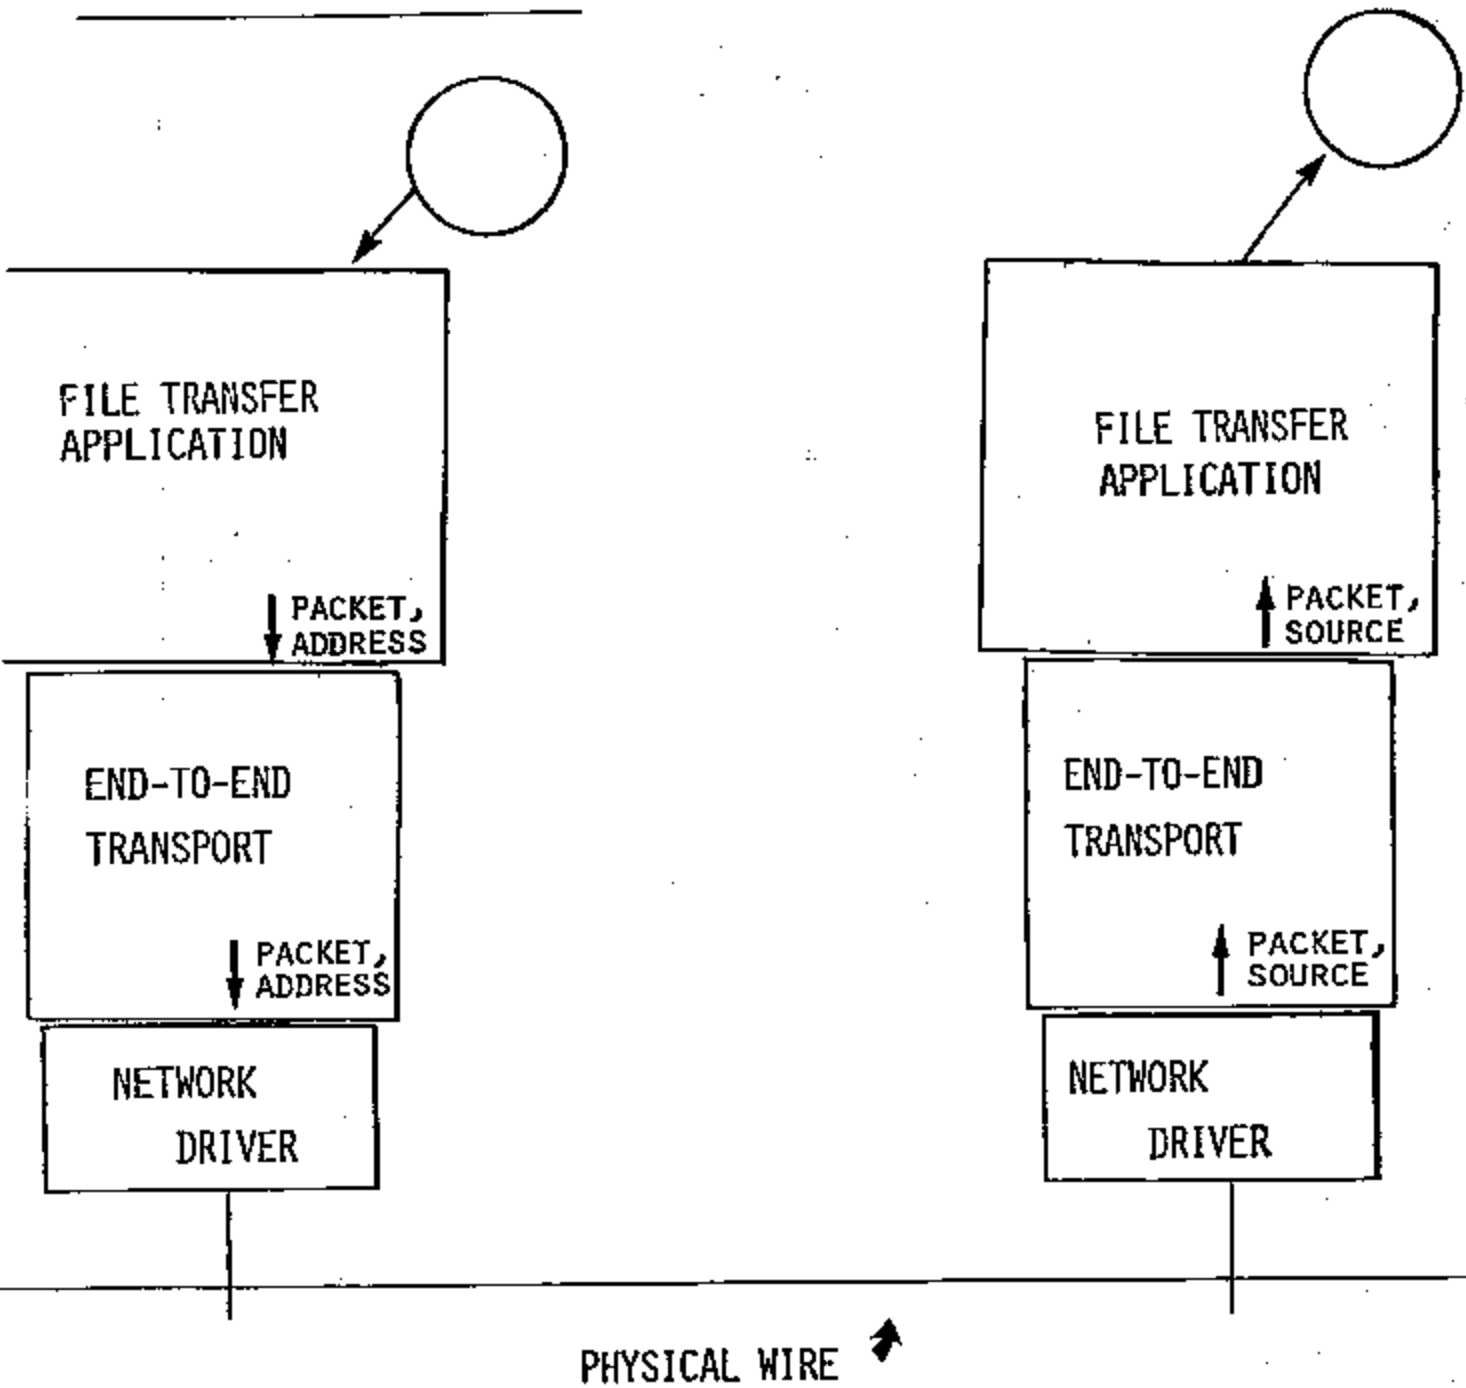 FILE TRANSFER
APPLICATION
PACKET,
ADDRESS
END-TO-END
TRANSPORT
PACKET,
ADDRESS
NETWORK
DRIVER
FILE TRANSFER
APPLICATION
PACKET,
SOURCE
END-TO-END
TRANSPORT
PACKET,
SOURCE
NETWORK
DRIVER
PHYSICAL WIRE